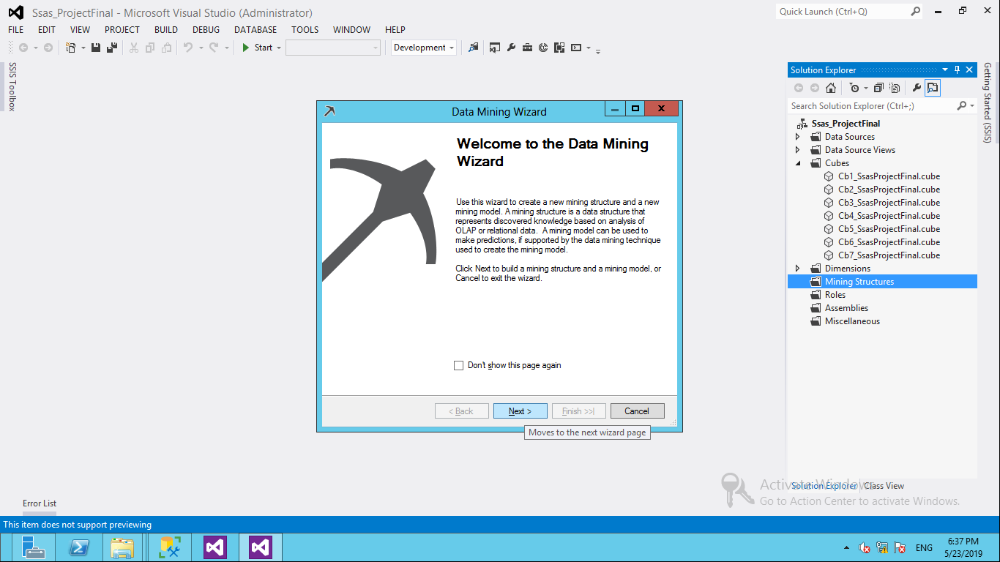 Ssas_ProjectFinal - Microsoft Visual Studio (Administrator)
Quick Launch (Ctrl+Q)
FILE EDIT VIEW PROJECT BUILD DEBUG DATABASE TOOLS WINDOW HELP
Start
Development
SSIS Toolbox
Data Mining Wizard
Welcome to the Data Mining
Wizard
Use this wizard to create a new mining structure and a new
mining model. A mining structure is a data structure that
represents discovered knowledge based on analysis of
OLAP or relational data. A mining model can be used to
make predictions, if supported by the data mining technique
used to create the mining model.
Click Next to build a mining structure and a mining model, or
Cancel to exit the wizard.
Don't show this page again
< Back
Next >
Finish >>|
Cancel
Moves to the next wizard page
Solution Explorer
Search Solution Explorer (Ctrl+;)
Ssas_ProjectFinal
Data Sources
Data Source Views
Cubes
Cb1_SsasProjectFinal.cube
Cb2_SsasProjectFinal.cube
Cb3_SsasProjectFinal.cube
Cb4_SsasProjectFinal.cube
Cb5_SsasProjectFinal.cube
Cb6_SsasProjectFinal.cube
Cb7_SsasProjectFinal.cube
Dimensions
Mining Structures
Roles
Assemblies
Miscellaneous
Getting Started (SSIS)
Solution Explorer
Class View
Activate Windows
Go to Action Center to activate Windows.
Error List
This item does not support previewing
ENG
6:37 PM
5/23/2019